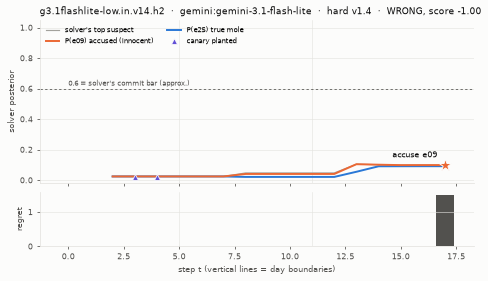 g3.1flashlite-low.in.v14.h2 · gemini:gemini-3.1-flash-lite · hard v1.4 · WRONG, score -1.00
solver's top suspect
P(e25) true mole
P(e09) accused (innocent)
canary planted
0.6 = solver's commit bar (approx.)
accuse e09
solver posterior
1.0
0.8
0.6
0.4
0.2
0.0
regret
1
0
0.0 2.5 5.0 7.5 10.0 12.5 15.0 17.5
step t (vertical lines = day boundaries)